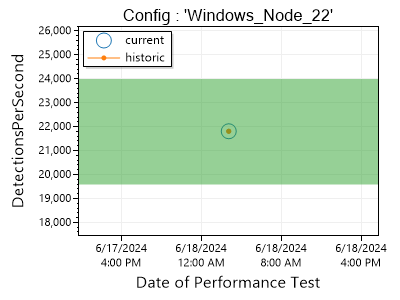 Config : 'Windows_Node_22'
26,000
25,000
24,000
23,000
22,000
21,000
20,000
19,000
18,000
DetectionsPerSecond
current
historic
6/17/2024
4:00 PM
6/18/2024
12:00 AM
6/18/2024
8:00 AM
6/18/2024
4:00 PM
Date of Performance Test